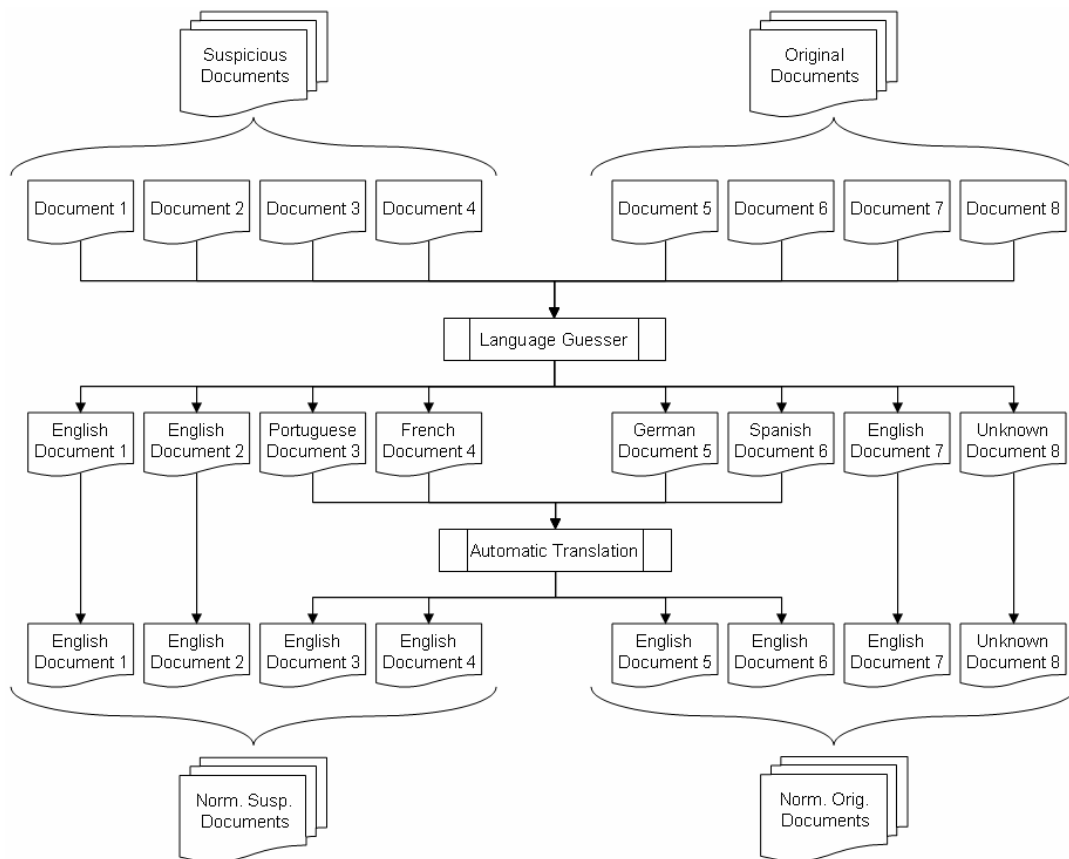 Suspicious
Documents
Original
Documents
Document 1
Document 2
Document 3
Document 4
Document 5
Document 6
Document 7
Document 8
Language Guesser
English
Document 1
English
Document 2
Portuguese
Document 3
French
Document 4
German
Document 5
Spanish
Document 6
English
Document 7
Unknown
Document 8
Automatic Translation
English
Document 1
English
Document 2
English
Document 3
English
Document 4
English
Document 5
English
Document 6
English
Document 7
Unknown
Document 8
Norm. Susp.
Documents
Norm. Orig.
Documents